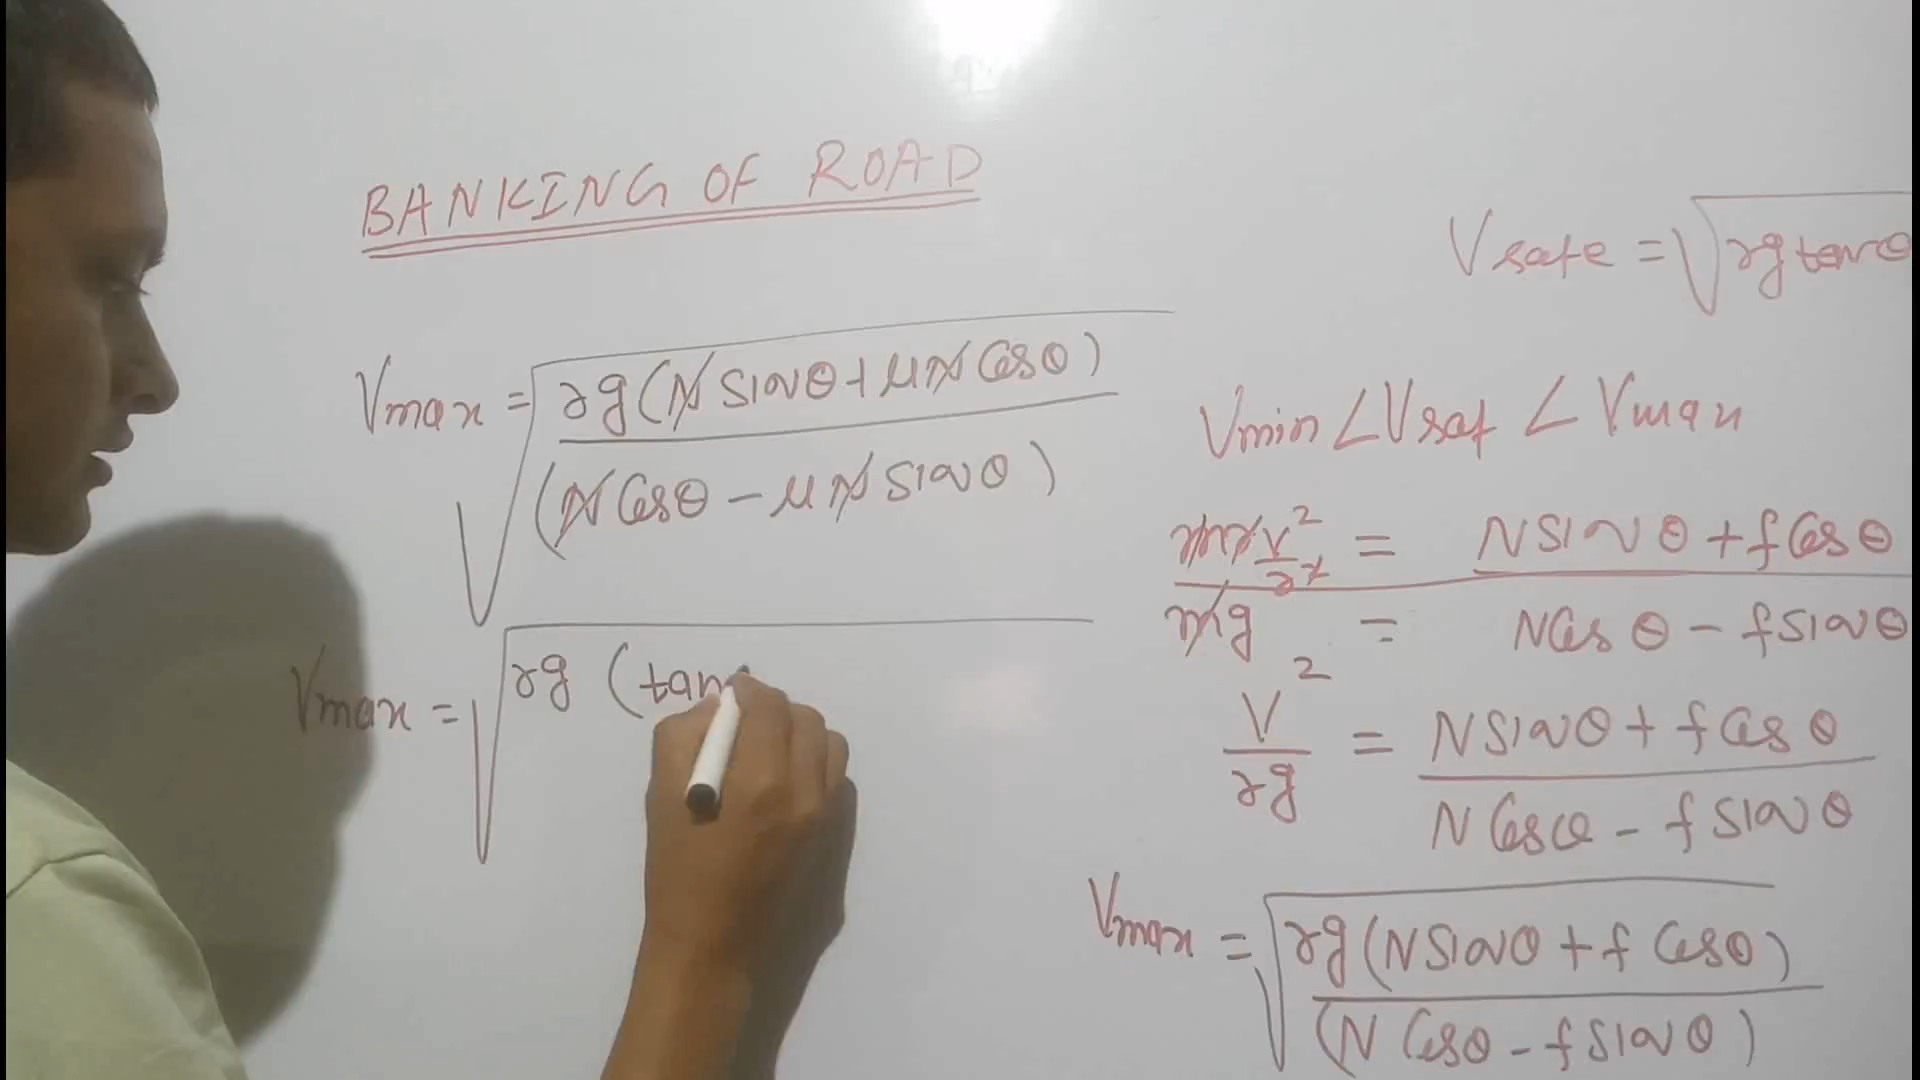 BANKING OF ROAD
Vmax = √rg(N sinθ + μN cosθ)
(N cosθ - μN sinθ)
Vmax = √rg (tan
Vsafe = √rg tanθ
Vmin < Vsaf < Vmax
mv²/r = N sinθ + f cosθ
mg = N cosθ - f sinθ
V²/rg = N sinθ + f cosθ
N cosθ - f sinθ
Vmax = √rg(N sinθ + f cosθ)
(N cosθ - f sinθ)